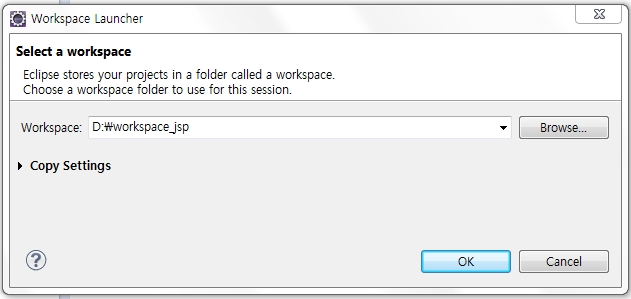 Workspace Launcher
Select a workspace
Eclipse stores your projects in a folder called a workspace.
Choose a workspace folder to use for this session.
Workspace: D:₩workspace_jsp Browse...
Copy Settings
?
OK Cancel